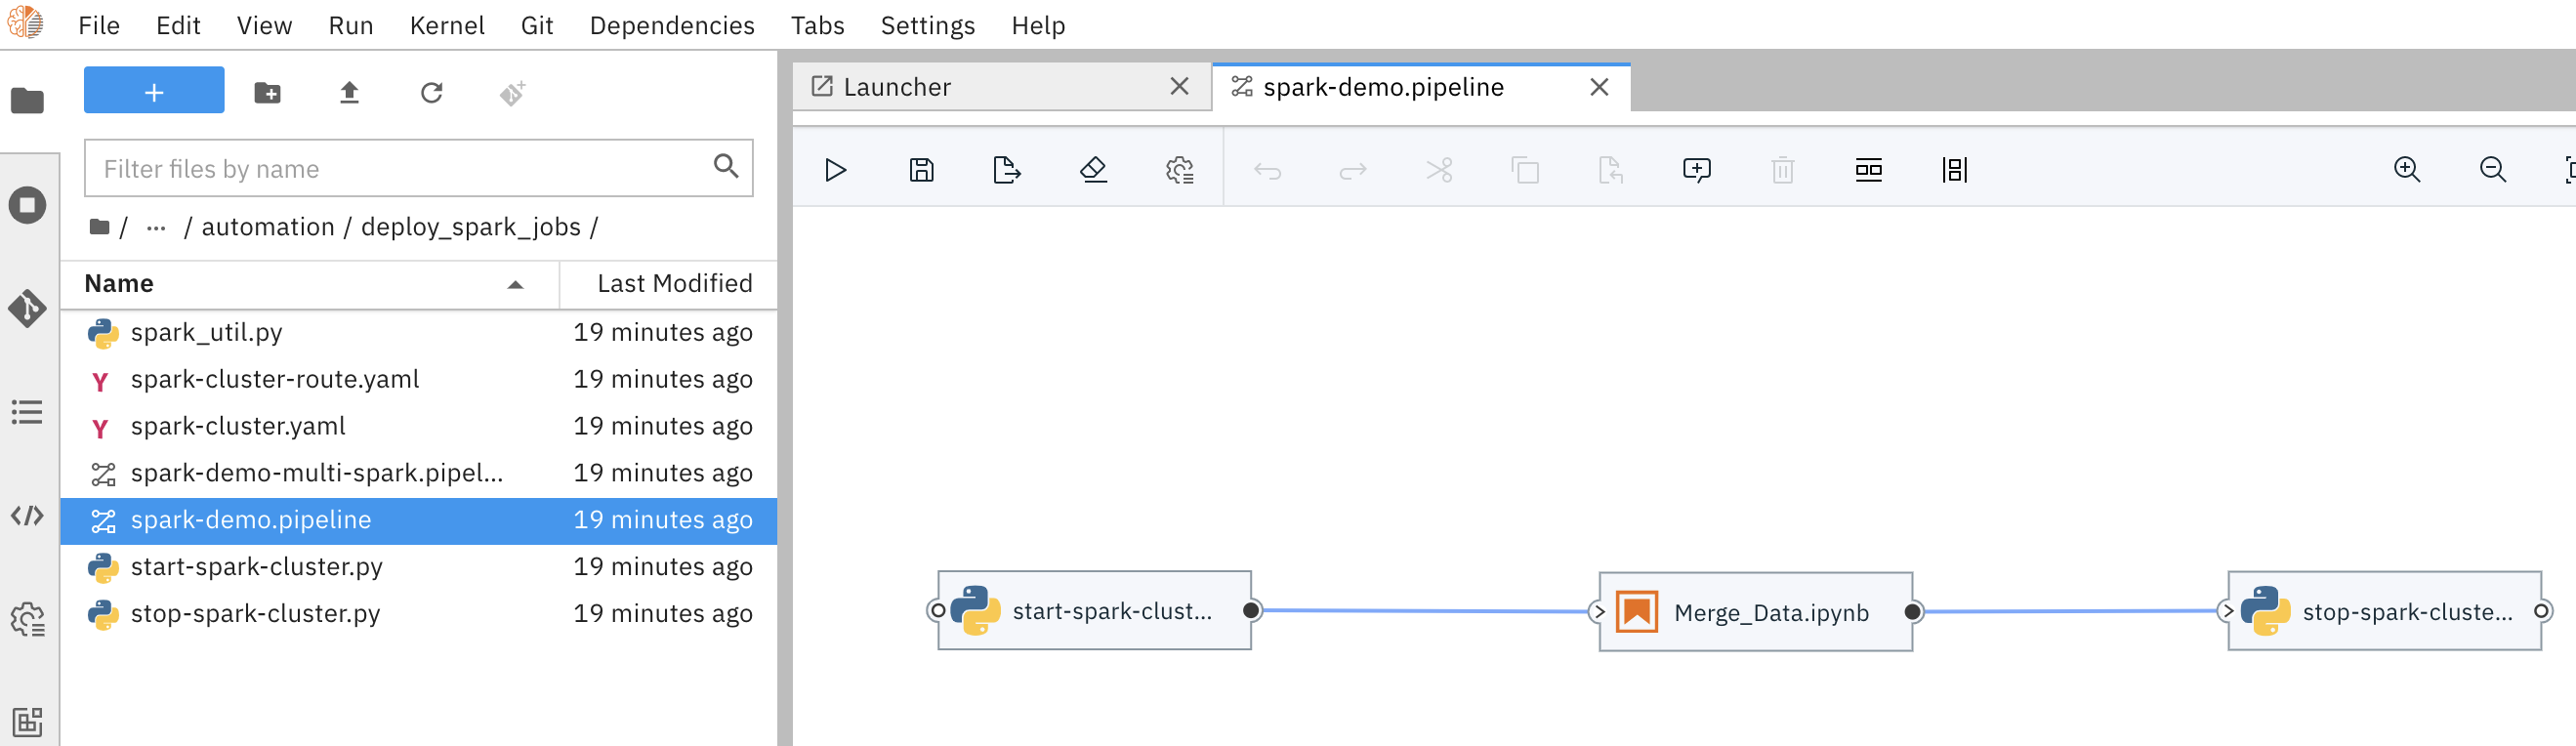 File Edit View Run Kernel Git Dependencies Tabs Settings Help
+
Filter files by name
/ ... / automation / deploy_spark_jobs /
Name Last Modified
spark_util.py 19 minutes ago
spark-cluster-route.yaml 19 minutes ago
spark-cluster.yaml 19 minutes ago
spark-demo-multi-spark.pipel... 19 minutes ago
spark-demo.pipeline 19 minutes ago
start-spark-cluster.py 19 minutes ago
stop-spark-cluster.py 19 minutes ago
Launcher
spark-demo.pipeline
start-spark-clust...
Merge_Data.ipynb
stop-spark-cluste...